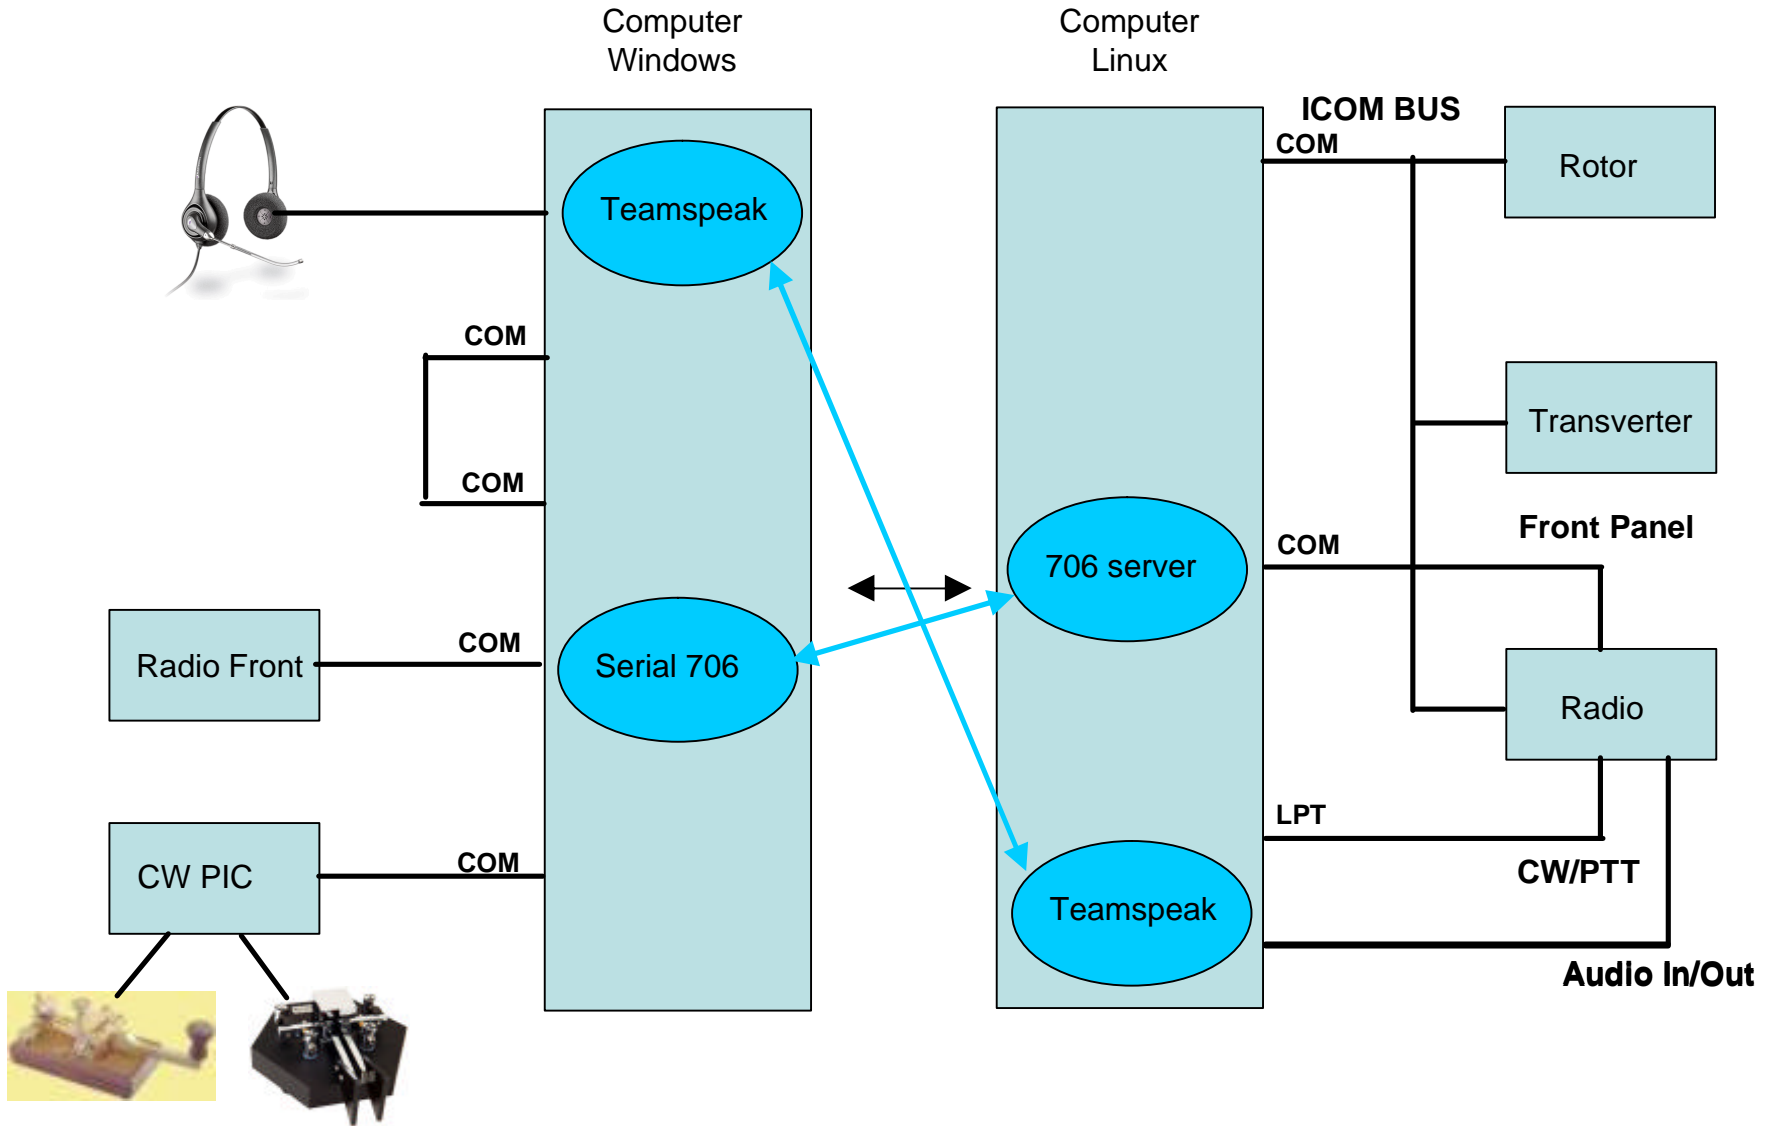 Computer
Windows
Computer
Linux
ICOM BUS
COM
Rotor
Teamspeak
COM
Transverter
COM
Front Panel
COM
706 server
COM
Radio Front
Serial 706
Radio
LPT
COM
CW PIC
CW/PTT
Teamspeak
Audio In/Out